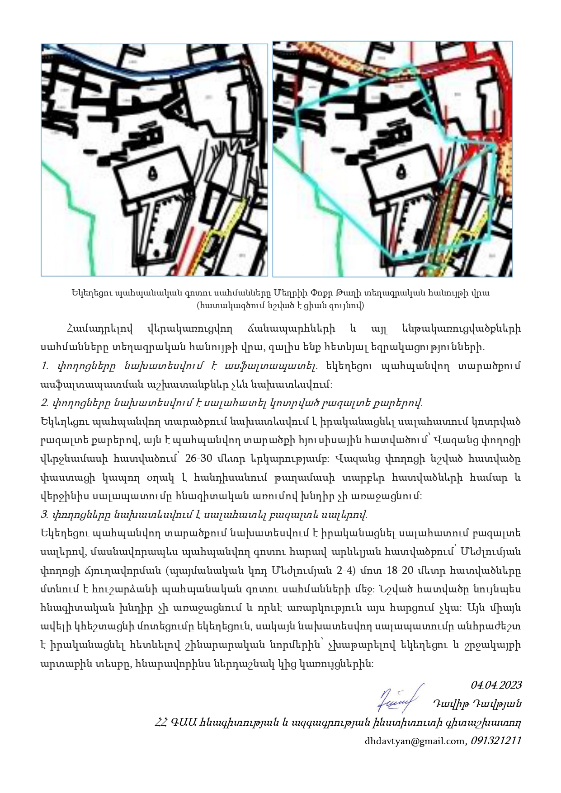 Եկեղեցու պահպանական գոտու սահմանները Մեղրիի Փոքր Թաղի տեղագրական հանույթի վրա
(հատակագծում նշված է ցիան գույնով)
Համադրելով վերակառուցվող ճանապարհների և այլ ենթակառուցվածքների
սահմանները տեղագրական հանույթի վրա, գալիս ենք հետևյալ եզրակացությունների.
1. փողոցները նախատեսվում է ասֆալտապատել. եկեղեցու պահպանվող տարածքում
ասֆալտապատման աշխատանքներ չեն նախատեսվում:
2. փողոցները նախատեսվում է սալահատել կոտրված բազալտե քարերով.
Եկեղեցու պահպանվող տարածքում նախատեսվում է իրականացնել սալահատում կոտրված
բազալտե քարերով, այն է պահպանվող տարածքի հյուսիսային հատվածում՝ Վազանց փողոցի
վերջնամասի հատվածում՝ 26-30 մետր երկարությամբ: Վազանց փողոցի նշված հատվածը
փաստացի կապող օղակ է հանդիսանում թաղամասի տարբեր հատվածների համար և
վերջինիս սալապատումը հնագիտական առումով խնդիր չի առաջացնում:
3. փողոցները նախատեսվում է սալահատել բազալտե սալերով.
Եկեղեցու պահպանվող տարածքում նախատեսվում է իրականացնել սալահատում բազալտե
սալերով, մասնավորապես պահպանվող գոտու հարավ արևելյան հատվածքում՝ Մեժլումյան
փողոցի ճյուղավորման (պայմանական կոդ Մեժլումյան 2-4) մոտ 18-20 մետր հատվածները
մտնում է հուշարձանի պահպանական գոտու սահմանների մեջ: Նշված հատվածը նույնպես
հնագիտական խնդիր չի առաջացնում և որևէ առարկություն այս հարցում չկա: Այն միայն
ավելի կհեշտացնի մոտեցումը եկեղեցուն, սակայն նախատեսվող սալապատումը անհրաժեշտ
է իրականացնել հետևելով շինարարական նորմերին՝ չխաթարելով եկեղեցու և շրջակայքի
արտաքին տեսքը, հնարավորինս ներդաշնակ կից կառույցներին:
04.04.2023
Դավիթ Դավթյան
ՀՀ ԳԱԱ հնագիտության և ազգագրության ինստիտուտի գիտաշխատող
dhdavtyan@gmail.com, 091321211